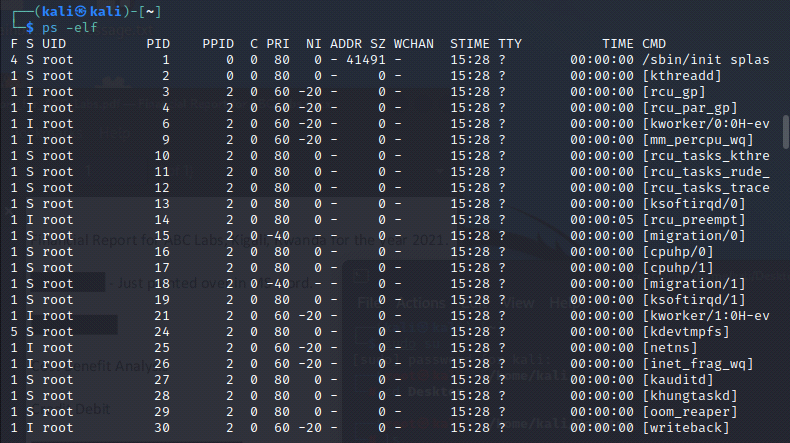 ┌──(kali㉿kali)-[~]
└─$ ps -elf
F S UID          PID    PPID  C PRI  NI ADDR SZ WCHAN  STIME TTY          TIME CMD
4 S root           1       0  0  80   0 - 41491 -      15:28 ?        00:00:00 /sbin/init splas
1 S root           2       0  0  80   0 -     0 -      15:28 ?        00:00:00 [kthreadd]
1 I root           3       2  0  60 -20 -     0 -      15:28 ?        00:00:00 [rcu_gp]
1 I root           4       2  0  60 -20 -     0 -      15:28 ?        00:00:00 [rcu_par_gp]
1 I root           6       2  0  60 -20 -     0 -      15:28 ?        00:00:00 [kworker/0:0H-ev
1 I root           9       2  0  60 -20 -     0 -      15:28 ?        00:00:00 [mm_percpu_wq]
1 S root          10       2  0  80   0 -     0 -      15:28 ?        00:00:00 [rcu_tasks_kthre
1 S root          11       2  0  80   0 -     0 -      15:28 ?        00:00:00 [rcu_tasks_rude_
1 S root          12       2  0  80   0 -     0 -      15:28 ?        00:00:00 [rcu_tasks_trace
1 S root          13       2  0  80   0 -     0 -      15:28 ?        00:00:00 [ksoftirqd/0]
1 I root          14       2  0  80   0 -     0 -      15:28 ?        00:00:05 [rcu_preempt]
1 S root          15       2  0 -40   - -     0 -      15:28 ?        00:00:00 [migration/0]
1 S root          16       2  0  80   0 -     0 -      15:28 ?        00:00:00 [cpuhp/0]
1 S root          17       2  0  80   0 -     0 -      15:28 ?        00:00:00 [cpuhp/1]
1 S root          18       2  0 -40   - -     0 -      15:28 ?        00:00:00 [migration/1]
1 S root          19       2  0  80   0 -     0 -      15:28 ?        00:00:00 [ksoftirqd/1]
1 I root          21       2  0  60 -20 -     0 -      15:28 ?        00:00:00 [kworker/1:0H-ev
5 S root          24       2  0  80   0 -     0 -      15:28 ?        00:00:00 [kdevtmpfs]
1 I root          25       2  0  60 -20 -     0 -      15:28 ?        00:00:00 [netns]
1 I root          26       2  0  60 -20 -     0 -      15:28 ?        00:00:00 [inet_frag_wq]
1 S root          27       2  0  80   0 -     0 -      15:28 ?        00:00:00 [kauditd]
1 S root          28       2  0  80   0 -     0 -      15:28 ?        00:00:00 [khungtaskd]
1 S root          29       2  0  80   0 -     0 -      15:28 ?        00:00:00 [oom_reaper]
1 I root          30       2  0  60 -20 -     0 -      15:28 ?        00:00:00 [writeback]